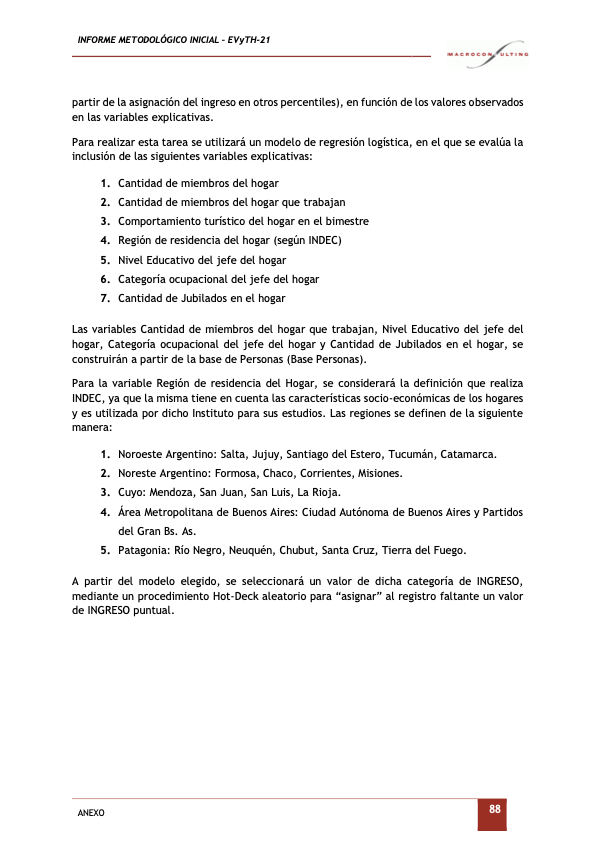 INFORME METODOLÓGICO INICIAL – EVyTH-21
MACROCONSULTING
partir de la asignación del ingreso en otros percentiles), en función de los valores observados
en las variables explicativas.
Para realizar esta tarea se utilizará un modelo de regresión logística, en el que se evalúa la
inclusión de las siguientes variables explicativas:
1. Cantidad de miembros del hogar
2. Cantidad de miembros del hogar que trabajan
3. Comportamiento turístico del hogar en el bimestre
4. Región de residencia del hogar (según INDEC)
5. Nivel Educativo del jefe del hogar
6. Categoría ocupacional del jefe del hogar
7. Cantidad de Jubilados en el hogar
Las variables Cantidad de miembros del hogar que trabajan, Nivel Educativo del jefe del
hogar, Categoría ocupacional del jefe del hogar y Cantidad de Jubilados en el hogar, se
construirán a partir de la base de Personas (Base Personas).
Para la variable Región de residencia del Hogar, se considerará la definición que realiza
INDEC, ya que la misma tiene en cuenta las características socio-económicas de los hogares
y es utilizada por dicho Instituto para sus estudios. Las regiones se definen de la siguiente
manera:
1. Noroeste Argentino: Salta, Jujuy, Santiago del Estero, Tucumán, Catamarca.
2. Noreste Argentino: Formosa, Chaco, Corrientes, Misiones.
3. Cuyo: Mendoza, San Juan, San Luis, La Rioja.
4. Área Metropolitana de Buenos Aires: Ciudad Autónoma de Buenos Aires y Partidos
del Gran Bs. As.
5. Patagonia: Río Negro, Neuquén, Chubut, Santa Cruz, Tierra del Fuego.
A partir del modelo elegido, se seleccionará un valor de dicha categoría de INGRESO,
mediante un procedimiento Hot-Deck aleatorio para “asignar” al registro faltante un valor
de INGRESO puntual.
ANEXO
88